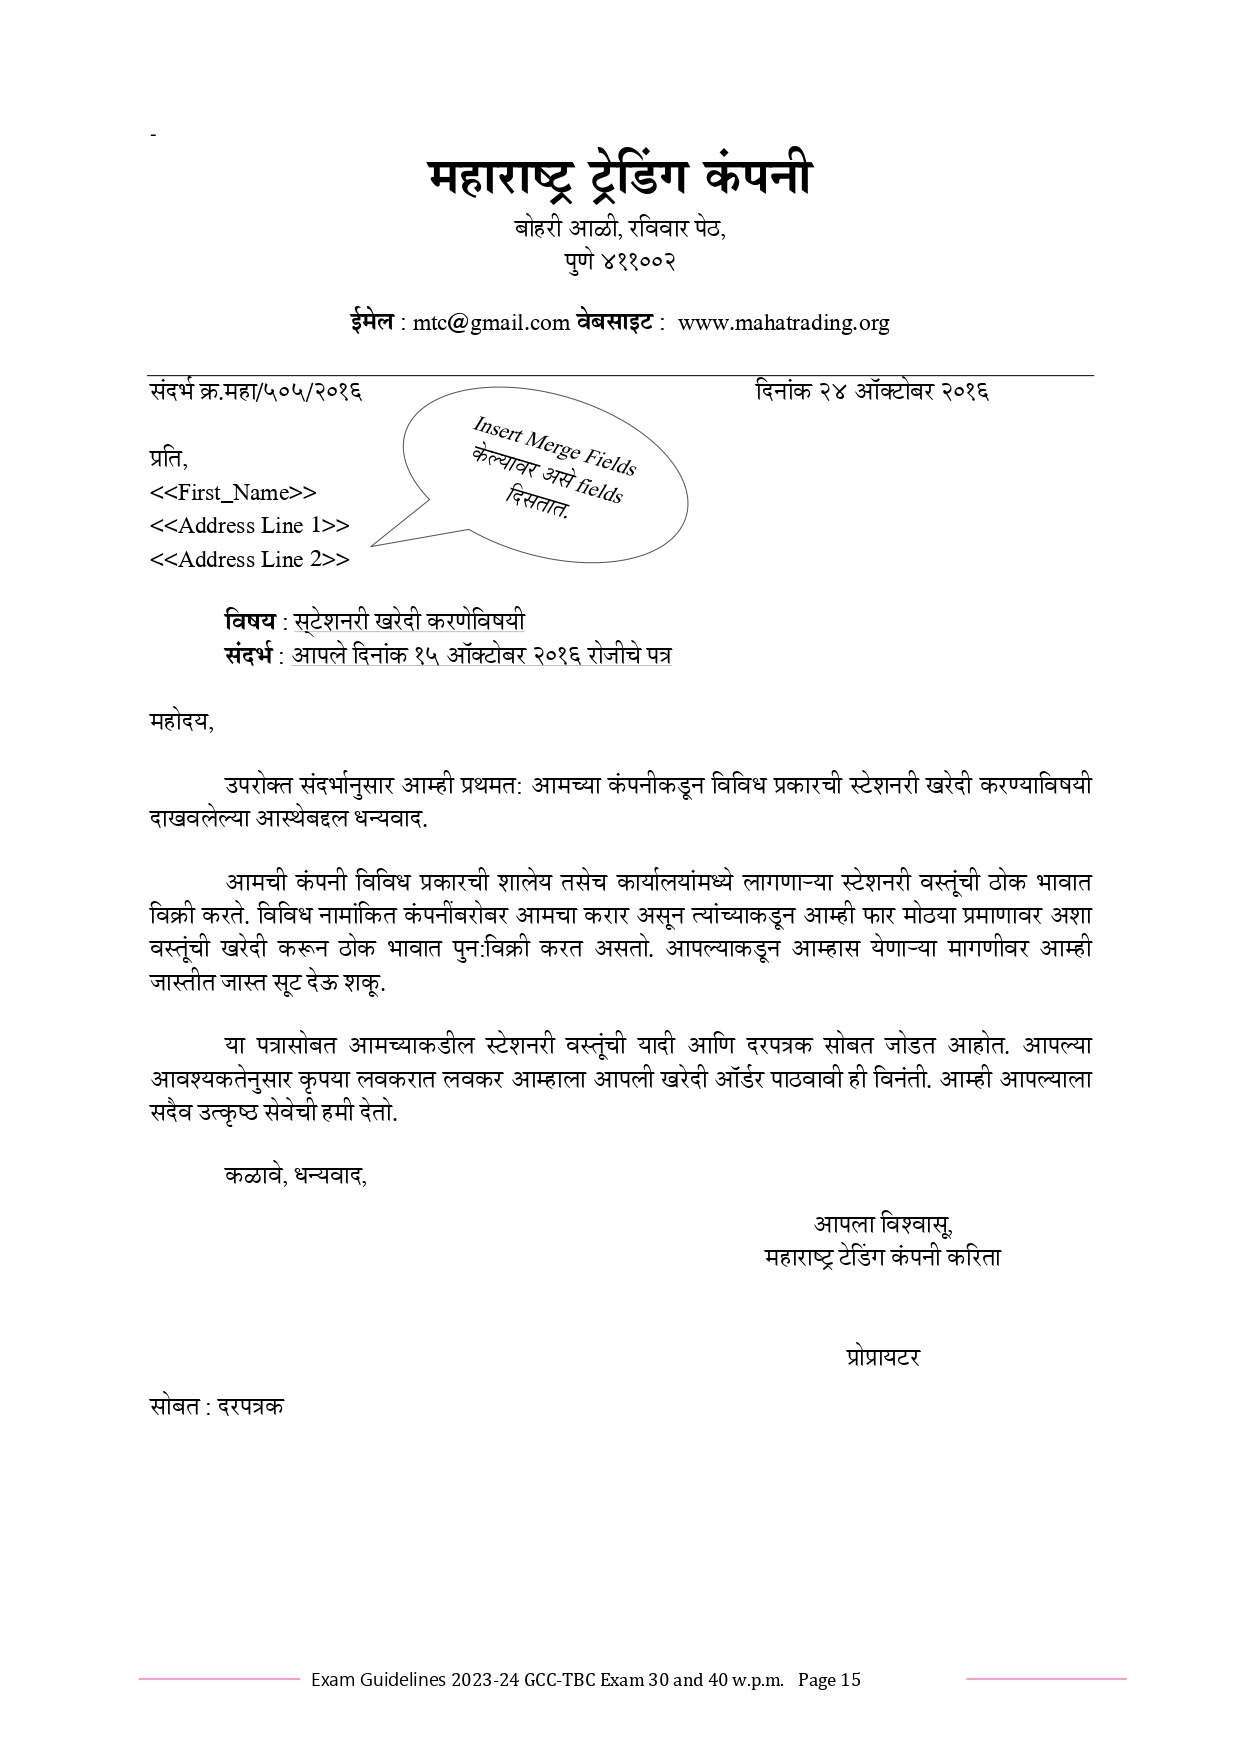 -
महाराष्ट्र ट्रेडिंग कंपनी
बोहरी आळी, रविवार पेठ,
पुणे ४११००२
ईमेल : mtc@gmail.com वेबसाइट : www.mahatrading.org
संदर्भ क्र.महा/५०५/२०१६ दिनांक २४ ऑक्टोबर २०१६
Insert Merge Fields
केल्यावर असे fields
दिसतात.
प्रति,
<<First_Name>>
<<Address Line 1>>
<<Address Line 2>>
विषय : स्‌टेशनरी खरेदी करणेविषयी
संदर्भ : आपले दिनांक १५ ऑक्टोबर २०१६ रोजीचे पत्र
महोदय,
उपरोक्त संदर्भानुसार आम्ही प्रथमत: आमच्या कंपनीकडून विविध प्रकारची स्टेशनरी खरेदी करण्याविषयी
दाखवलेल्या आस्थेबद्दल धन्यवाद.
आमची कंपनी विविध प्रकारची शालेय तसेच कार्यालयांमध्ये लागणाऱ्या स्टेशनरी वस्तूंची ठोक भावात
विक्री करते. विविध नामांकित कंपनींबरोबर आमचा करार असून त्यांच्याकडून आम्ही फार मोठया प्रमाणावर अशा
वस्तूंची खरेदी करून ठोक भावात पुन:विक्री करत असतो. आपल्याकडून आम्हास येणाऱ्या मागणीवर आम्ही
जास्तीत जास्त सूट देऊ शकू.
या पत्रासोबत आमच्याकडील स्टेशनरी वस्तूंची यादी आणि दरपत्रक सोबत जोडत आहोत. आपल्या
आवश्यकतेनुसार कृपया लवकरात लवकर आम्हाला आपली खरेदी ऑर्डर पाठवावी ही विनंती. आम्ही आपल्याला
सदैव उत्कृष्ठ सेवेची हमी देतो.
कळावे, धन्यवाद,
आपला विश्वासू,
महाराष्ट्र टेडिंग कंपनी करिता
प्रोप्रायटर
सोबत : दरपत्रक
Exam Guidelines 2023-24 GCC-TBC Exam 30 and 40 w.p.m. Page 15